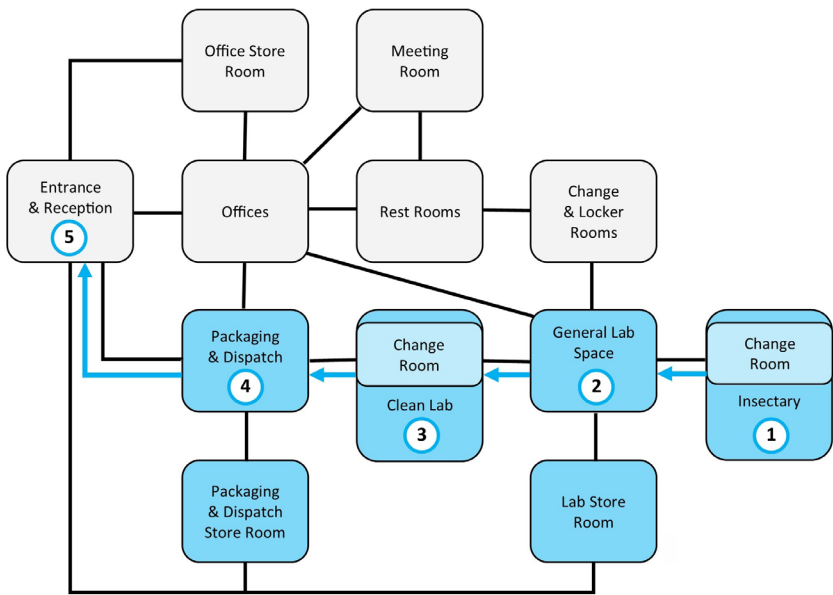 Office Store
Room
Meeting
Room
Entrance
& Reception
5
Offices
Rest Rooms
Change
& Locker
Rooms
Packaging
& Dispatch
4
Change
Room
Clean Lab
3
General Lab
Space
2
Change
Room
Insectary
1
Packaging
& Dispatch
Store Room
Lab Store
Room